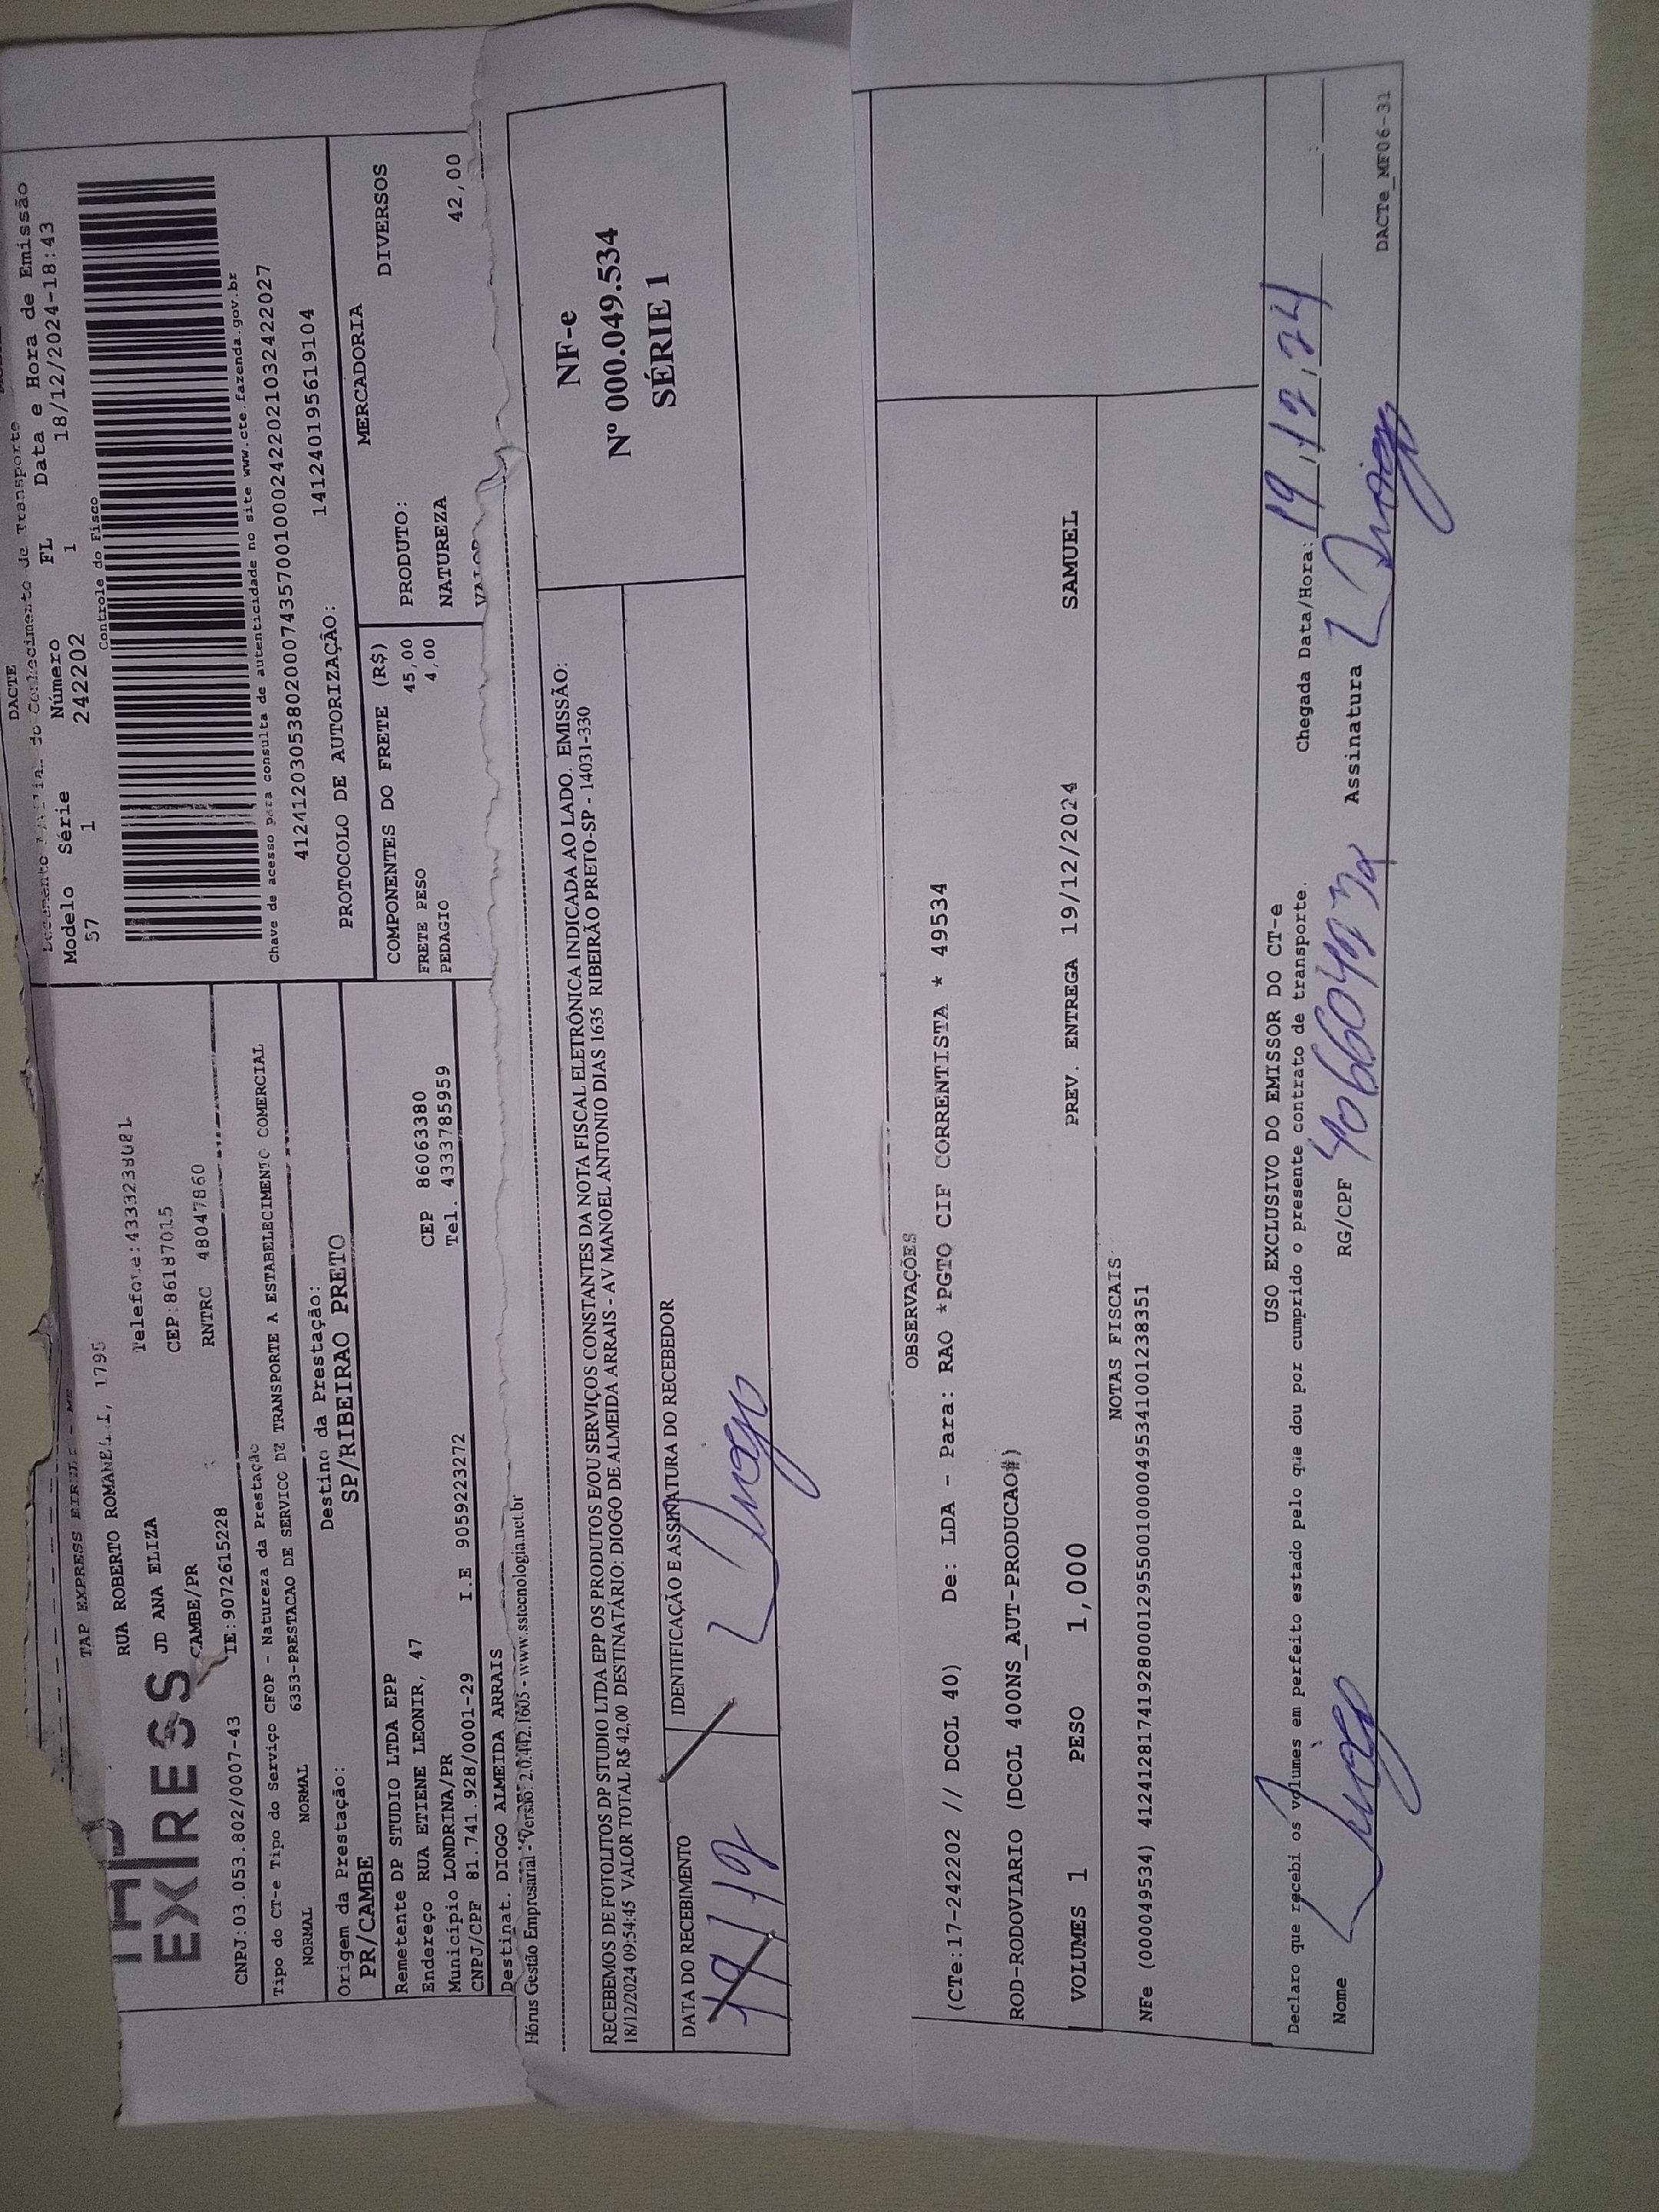 TAP EXPRESS
RUA ROBERTO ROMANELLI, 1795
Telefone:4333238081
EXPRESS JD ANA ELIZA CEP:86187015
CAMBE/PR RNTRC 48047860
CNPJ:03.053.802/0007-43 IE:9072615228
Tipo do CT-e Tipo do Serviço CFOP - Natureza da Prestação
NORMAL NORMAL 6353-PRESTACAO DE SERVICO DE TRANSPORTE A ESTABELECIMENTO COMERCIAL
Origem da Prestação: Destino da Prestação:
PR/CAMBE SP/RIBEIRAO PRETO
Remetente DP STUDIO LTDA EPP
Endereço RUA ETIENE LEONIR, 47 CEP 86063380
Município LONDRINA/PR Tel. 4333785959
CNPJ/CPF 81.741.928/0001-29 I.E 9059223272
Destinat. DIOGO ALMEIDA ARRAIS
DACTE
do Conhecimento de Transporte
Modelo Série Número FL Data e Hora de Emissão
57 1 242202 1 18/12/2024-18:43
Controle do Fisco
Chave de acesso para consulta de autenticidade no site www.cte.fazenda.gov.br
41241203053802000743570010002422021032422027
PROTOCOLO DE AUTORIZAÇÃO: 141240195619104
COMPONENTES DO FRETE (R$) MERCADORIA
FRETE PESO 45,00 PRODUTO: DIVERSOS
PEDAGIO 4,00 NATUREZA
VALOR 42,00
Hórus Gestão Empresarial - Versão: 2.0.442.1605 - www.sstecnologia.net.br
RECEBEMOS DE FOTOLITOS DP STUDIO LTDA EPP OS PRODUTOS E/OU SERVIÇOS CONSTANTES DA NOTA FISCAL ELETRÔNICA INDICADA AO LADO. EMISSÃO:
18/12/2024 09:54:45 VALOR TOTAL R$ 42,00 DESTINATÁRIO: DIOGO DE ALMEIDA ARRAIS - AV MANOEL ANTONIO DIAS 1635 RIBEIRÃO PRETO-SP - 14031-330
DATA DO RECEBIMENTO IDENTIFICAÇÃO E ASSINATURA DO RECEBEDOR
19/12
NF-e
Nº 000.049.534
SÉRIE 1
OBSERVAÇÕES
(CTe:17-242202 // DCOL 40) De: LDA - Para: RAO *PGTO CIF CORRENTISTA * 49534
ROD-RODOVIARIO (DCOL 400NS_AUT-PRODUCAO#)
VOLUMES 1 PESO 1,000 PREV. ENTREGA 19/12/2024 SAMUEL
NOTAS FISCAIS
NFe (000049534) 41241281741928000129550010000495341001238351
USO EXCLUSIVO DO EMISSOR DO CT-e
Declaro que recebi os volumes em perfeito estado pelo que dou por cumprido o presente contrato de transporte.
Chegada Data/Hora: 19/12/24
Nome RG/CPF Assinatura
DACTe_MF06-31